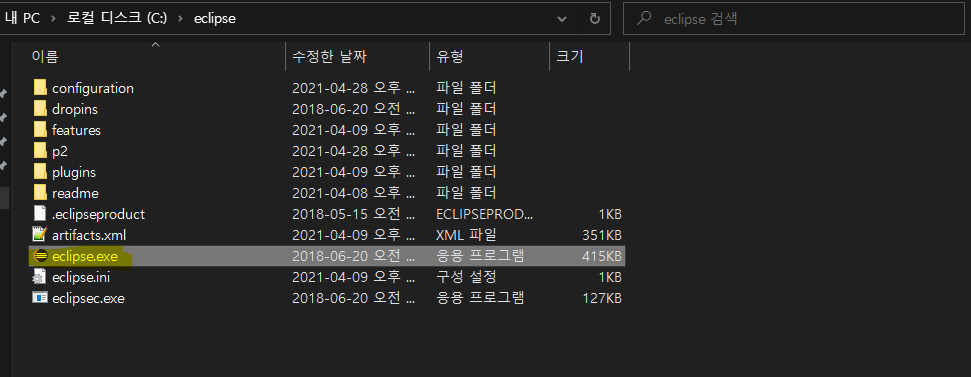 내 PC > 로컬 디스크 (C:) > eclipse eclipse 검색
이름 수정한 날짜 유형 크기
configuration 2021-04-28 오후 ... 파일 폴더
dropins 2018-06-20 오전 ... 파일 폴더
features 2021-04-09 오후 ... 파일 폴더
p2 2021-04-28 오후 ... 파일 폴더
plugins 2021-04-09 오후 ... 파일 폴더
readme 2021-04-08 오후 ... 파일 폴더
.eclipseproduct 2018-05-15 오전 ... ECLIPSEPROD... 1KB
artifacts.xml 2021-04-09 오후 ... XML 파일 351KB
eclipse.exe 2018-06-20 오전 ... 응용 프로그램 415KB
eclipse.ini 2021-04-09 오후 ... 구성 설정 1KB
eclipsec.exe 2018-06-20 오전 ... 응용 프로그램 127KB